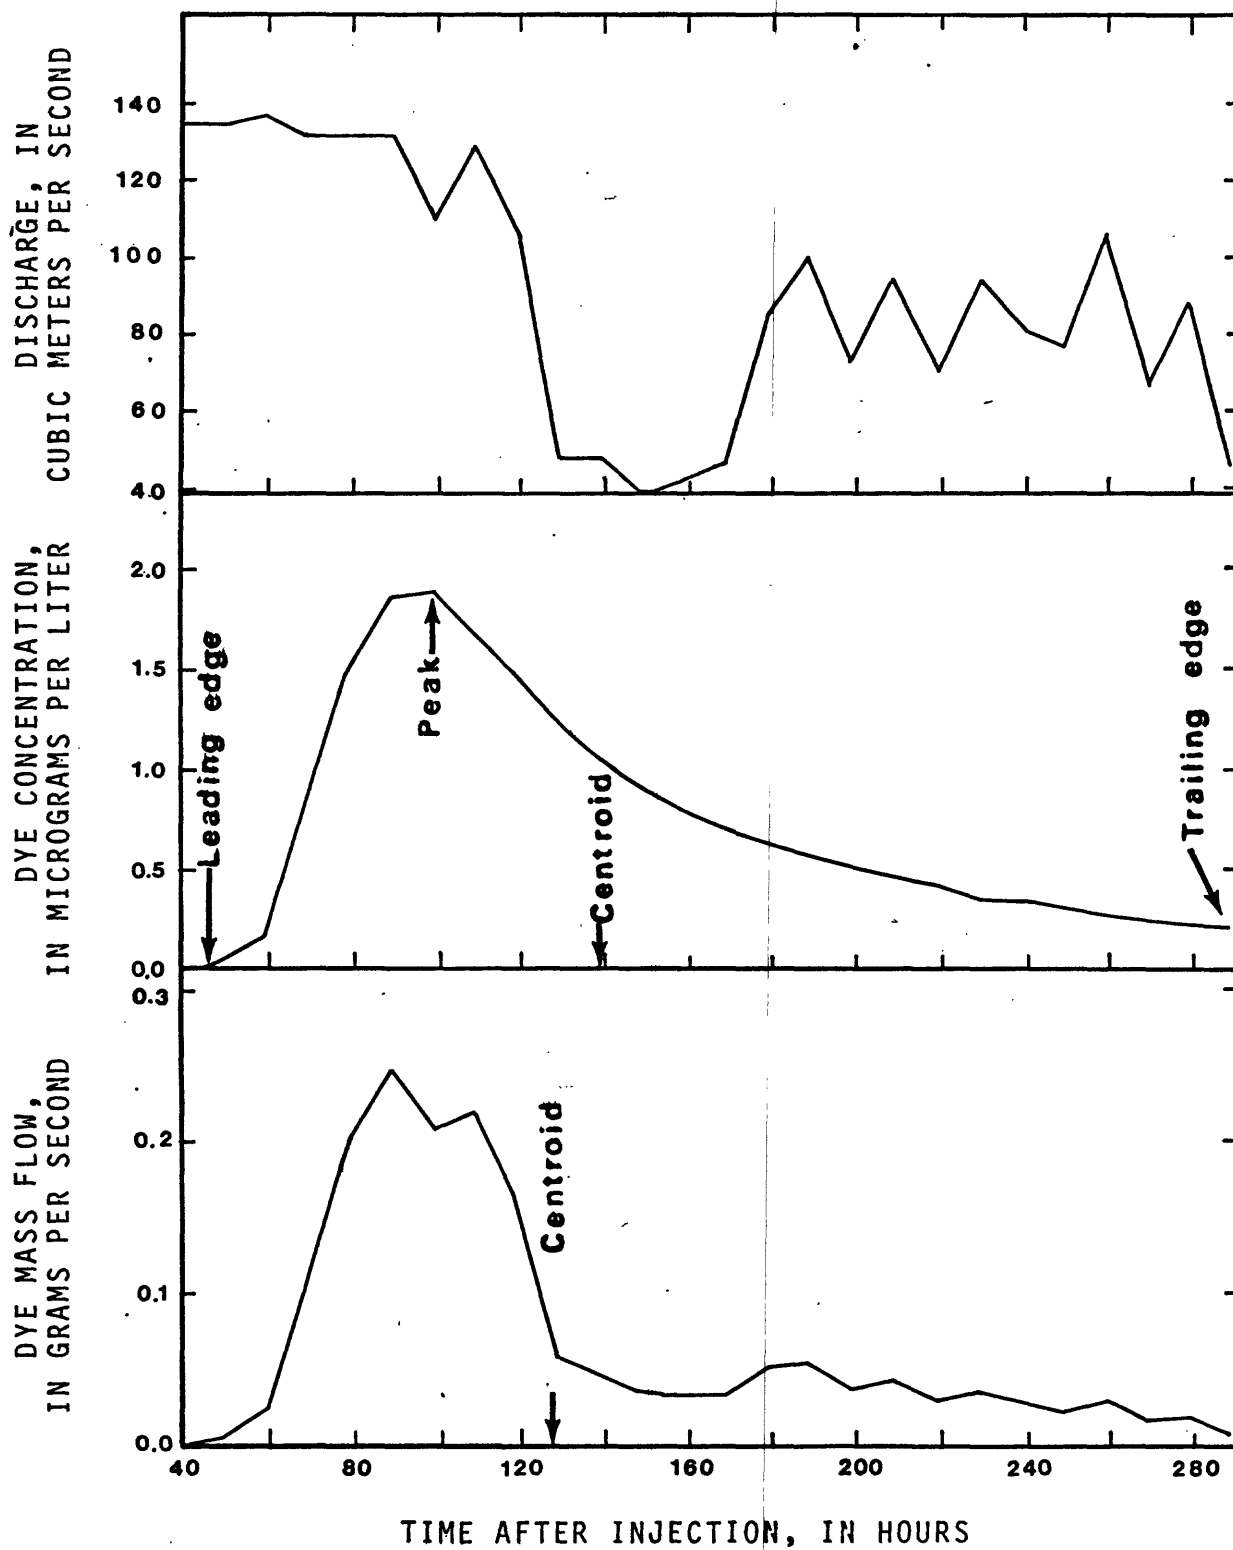 DISCHARGE, IN
CUBIC METERS PER SECOND
140
120
100
80
60
4.0
DYE CONCENTRATION,
IN MICROGRAMS PER LITER
2.0
1.5
1.0
0.5
0.0
Leading edge
Peak
Centroid
Trailing edge
DYE MASS FLOW,
IN GRAMS PER SECOND
0.3
0.2
0.1
0.0
Centroid
40 80 120 160 200 240 280
TIME AFTER INJECTION, IN HOURS